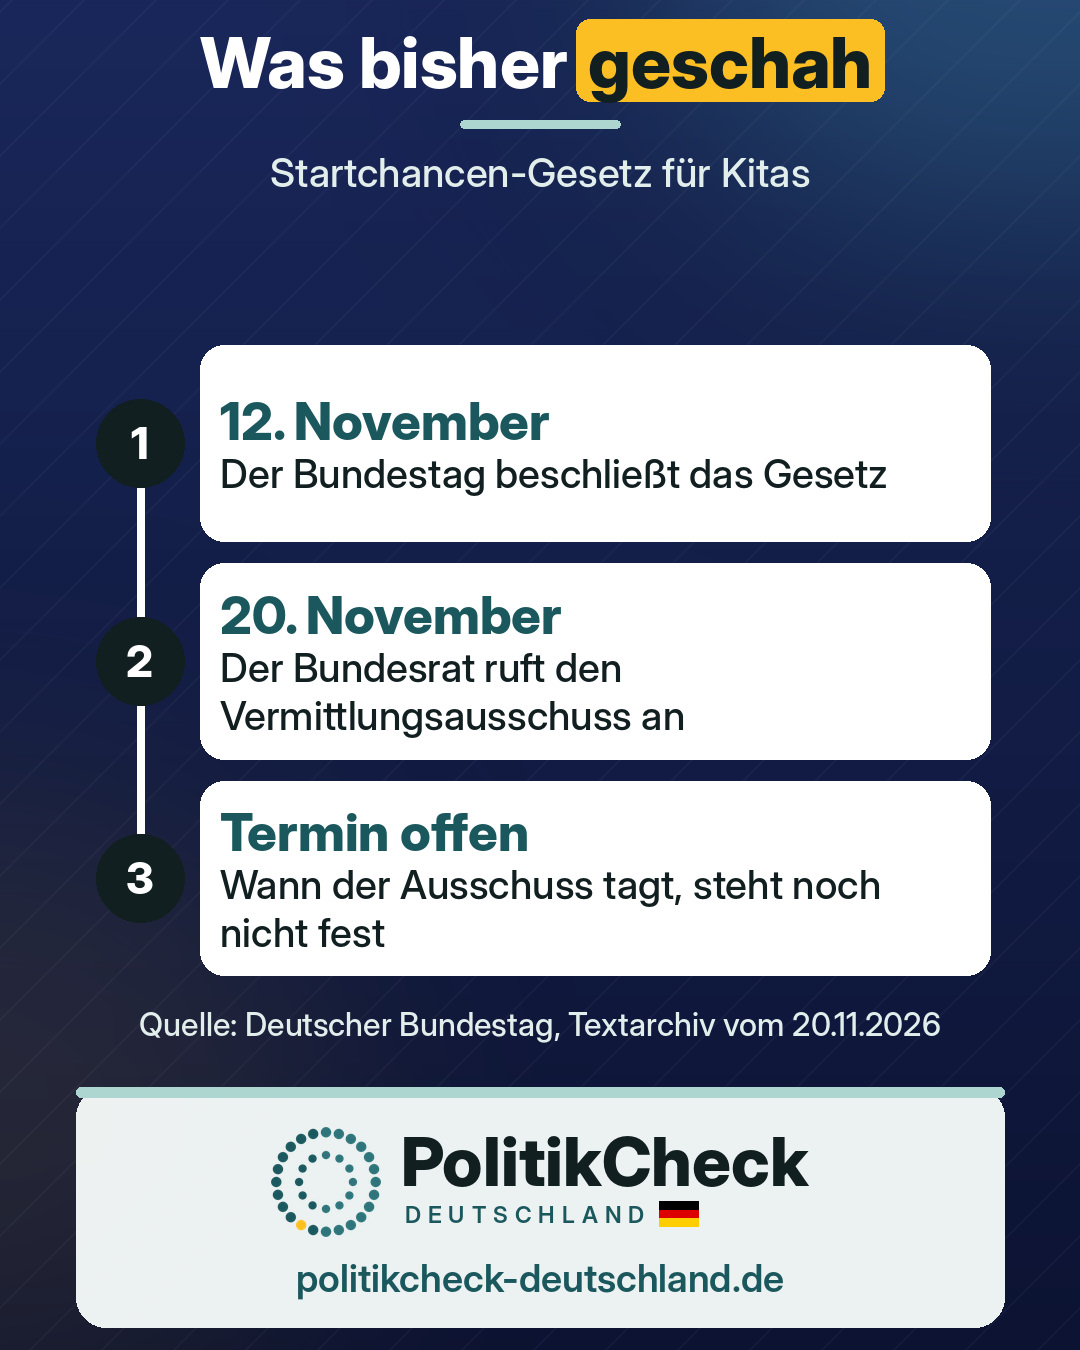 Was bisher geschah
Startchancen-Gesetz für Kitas
1
12. November
Der Bundestag beschließt das Gesetz
2
20. November
Der Bundesrat ruft den
Vermittlungsausschuss an
3
Termin offen
Wann der Ausschuss tagt, steht noch
nicht fest
Quelle: Deutscher Bundestag, Textarchiv vom 20.11.2026
PolitikCheck
DEUTSCHLAND
politikcheck-deutschland.de